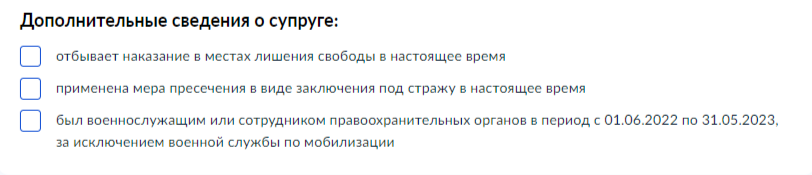 Дополнительные сведения о супруге:
отбывает наказание в местах лишения свободы в настоящее время
применена мера пресечения в виде заключения под стражу в настоящее время
был военнослужащим или сотрудником правоохранительных органов в период с 01.06.2022 по 31.05.2023,
за исключением военной службы по мобилизации